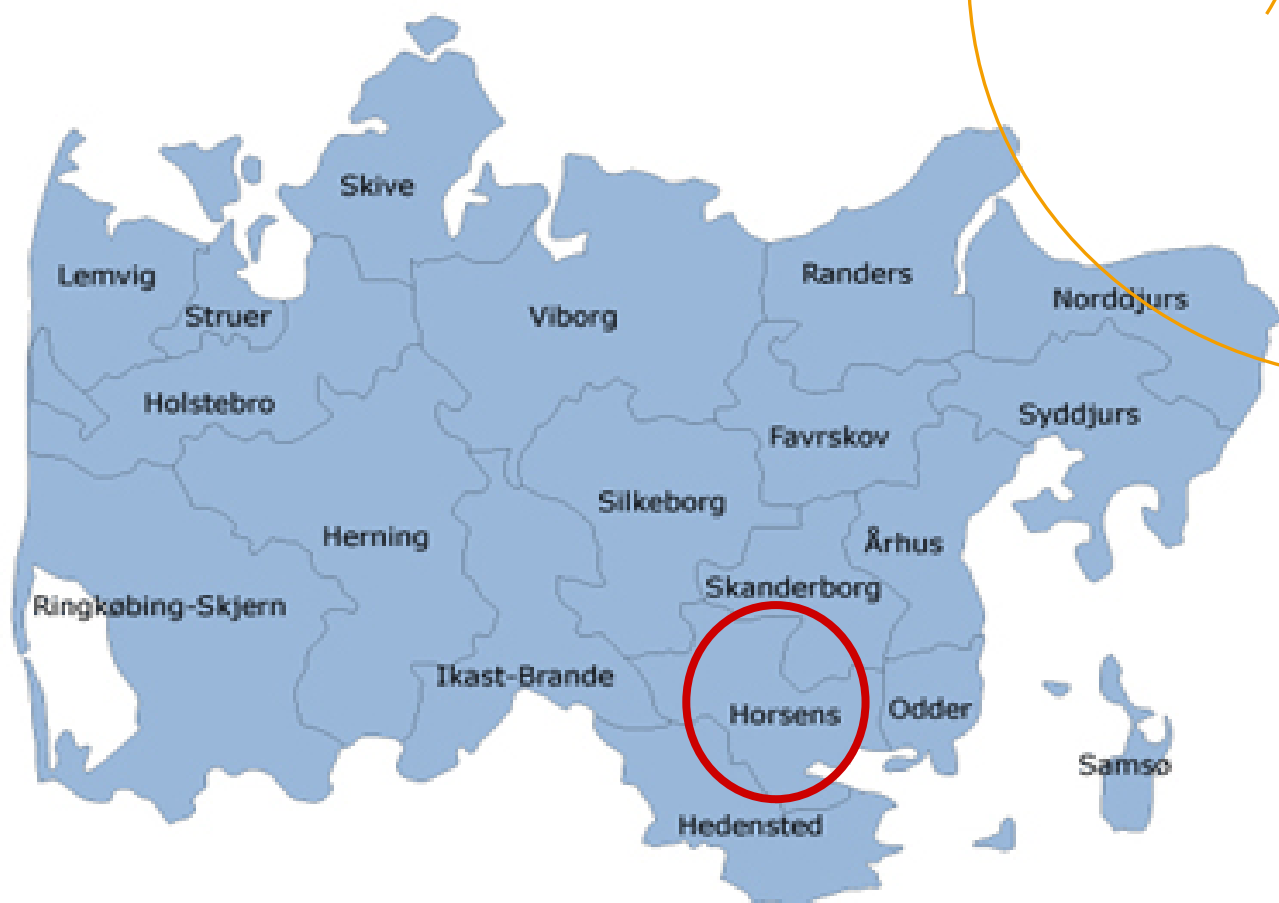 Skive
Lemvig
Randers
Norddjurs
Struer
Viborg
Holstebro
Syddjurs
Favrskov
Silkeborg
Herning
Århus
Skanderborg
Ringkøbing-Skjern
Ikast-Brande
Horsens
Odder
Samsø
Hedensted